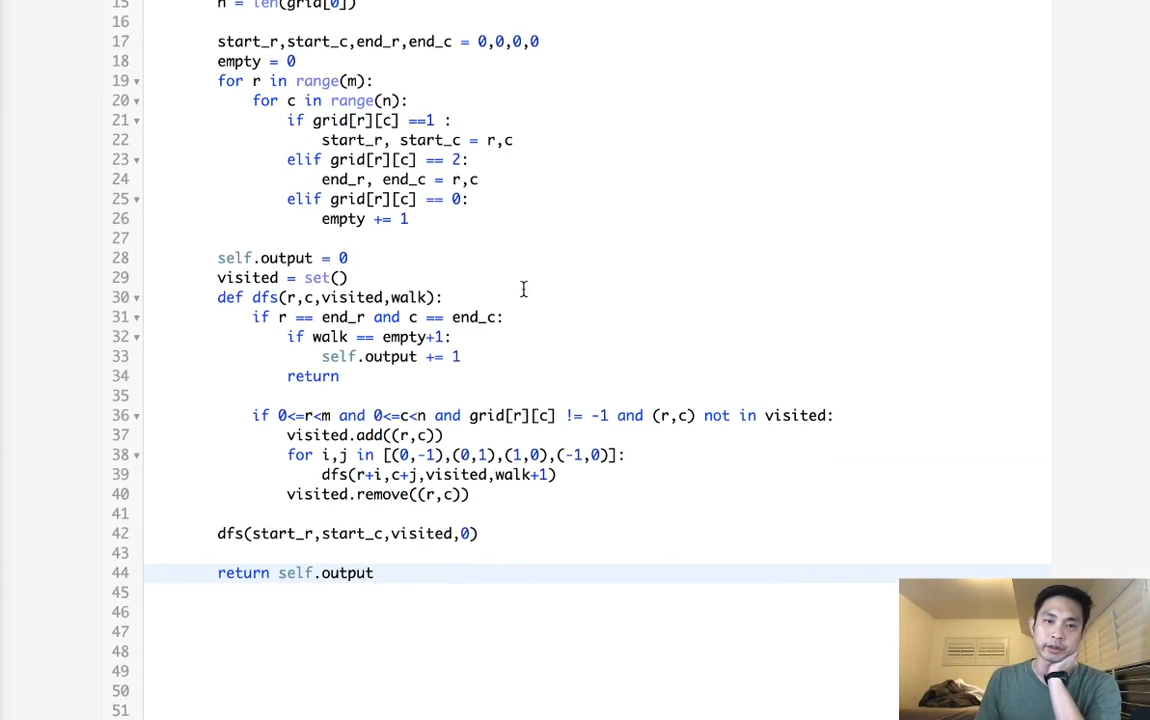 15 n = len(grid[0])
16
17 start_r,start_c,end_r,end_c = 0,0,0,0
18 empty = 0
19 for r in range(m):
20 for c in range(n):
21 if grid[r][c] ==1 :
22 start_r, start_c = r,c
23 elif grid[r][c] == 2:
24 end_r, end_c = r,c
25 elif grid[r][c] == 0:
26 empty += 1
27
28 self.output = 0
29 visited = set()
30 def dfs(r,c,visited,walk):
31 if r == end_r and c == end_c:
32 if walk == empty+1:
33 self.output += 1
34 return
35
36 if 0<=r<m and 0<=c<n and grid[r][c] != -1 and (r,c) not in visited:
37 visited.add((r,c))
38 for i,j in [(0,-1),(0,1),(1,0),(-1,0)]:
39 dfs(r+i,c+j,visited,walk+1)
40 visited.remove((r,c))
41
42 dfs(start_r,start_c,visited,0)
43
44 return self.output
45
46
47
48
49
50
51